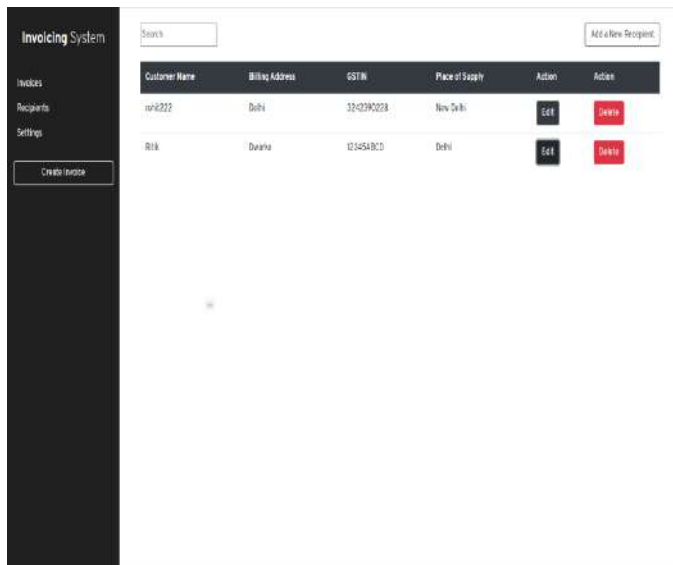 Invoicing System
Invoices
Recipients
Settings
Create Invoice
Search
Add a New Recipient
Customer Name Billing Address GSTIN Place of Supply Action Action
Delhi 3242390228 New Delhi Edit Delete
Ritik Dwarka 12345ABCD Delhi Edit Delete